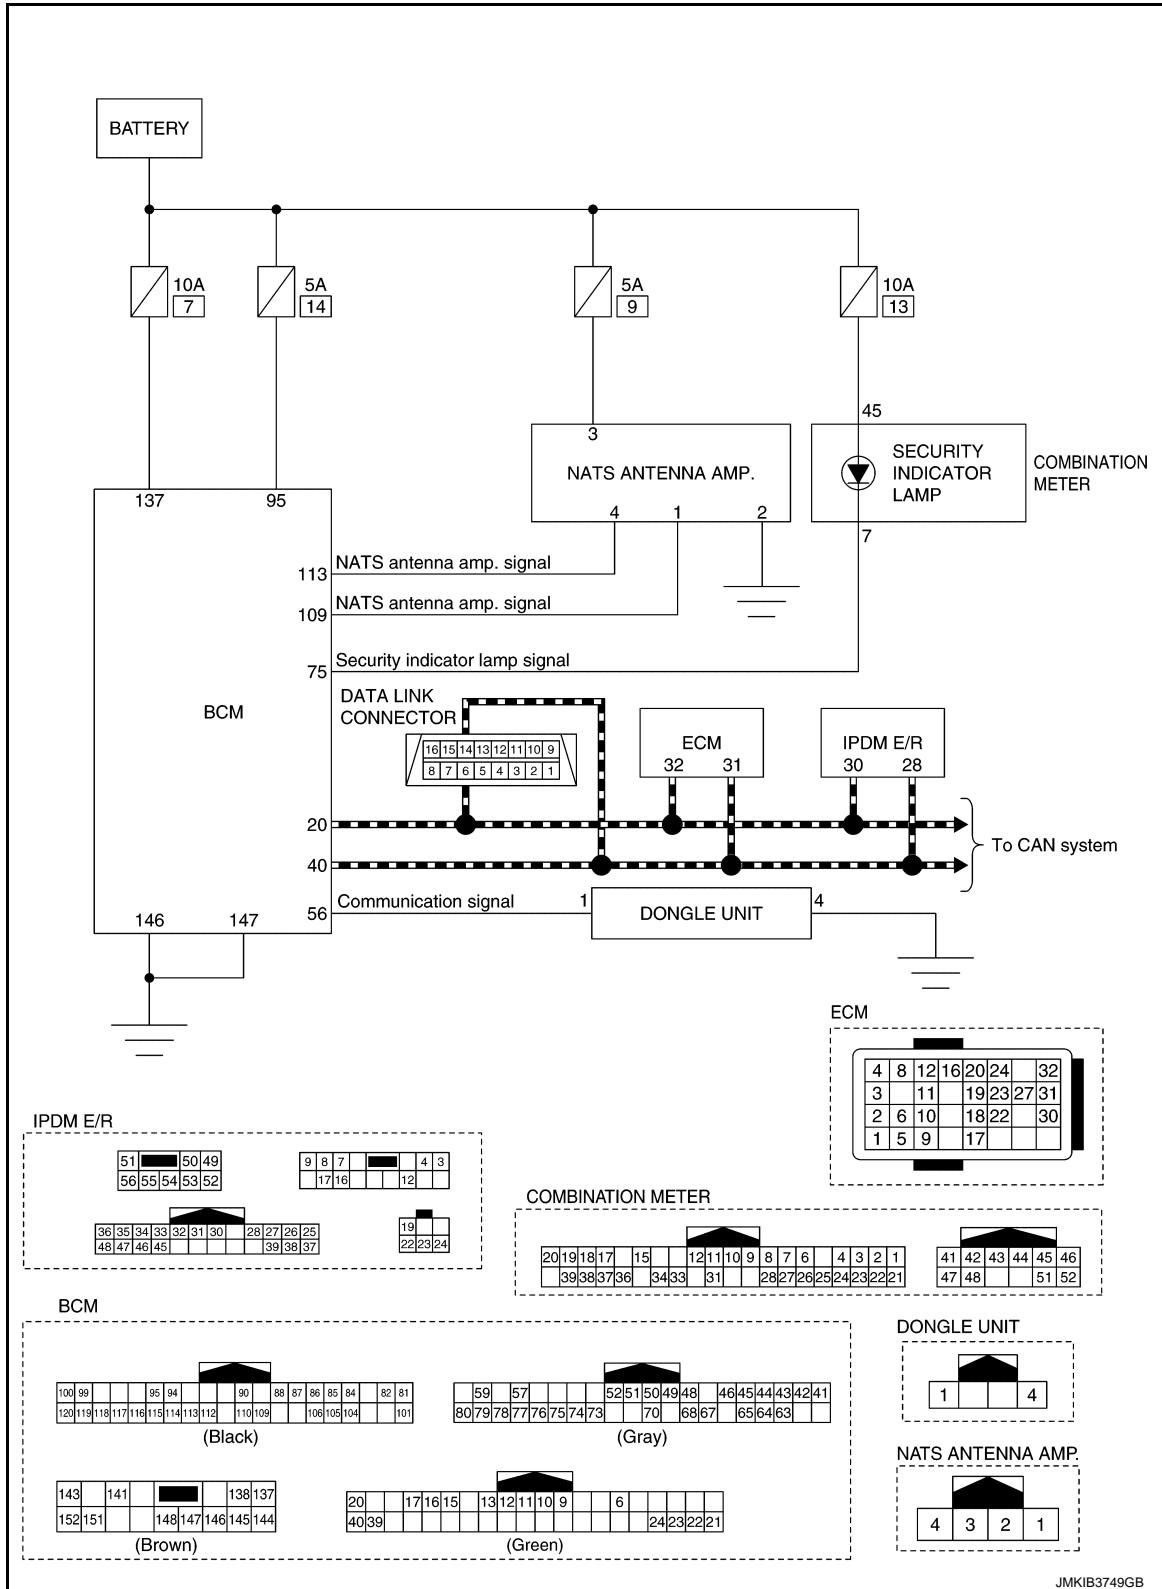 BATTERY
10A
7
5A
14
5A
9
10A
13
45
3
NATS ANTENNA AMP.
4 1 2
SECURITY
INDICATOR
LAMP
COMBINATION
METER
7
137 95
113 NATS antenna amp. signal
109 NATS antenna amp. signal
75 Security indicator lamp signal
BCM
DATA LINK
CONNECTOR
16 15 14 13 12 11 10 9
8 7 6 5 4 3 2 1
ECM
32 31
IPDM E/R
30 28
20
40
To CAN system
56 Communication signal 1 DONGLE UNIT 4
146 147
ECM
4 8 12 16 20 24 32
3 11 19 23 27 31
2 6 10 18 22 30
1 5 9 17
IPDM E/R
51 50 49
56 55 54 53 52
9 8 7 4 3
17 16 12
36 35 34 33 32 31 30 28 27 26 25
48 47 46 45 39 38 37
19
22 23 24
COMBINATION METER
20 19 18 17 15 12 11 10 9 8 7 6 4 3 2 1
39 38 37 36 34 33 31 28 27 26 25 24 23 22 21
41 42 43 44 45 46
47 48 51 52
BCM
100 99 95 94 90 88 87 86 85 84 82 81
120 119 118 117 116 115 114 113 112 110 109 106 105 104 101
(Black)
59 57 52 51 50 49 48 46 45 44 43 42 41
80 79 78 77 76 75 74 73 70 68 67 65 64 63
(Gray)
143 141 138 137
152 151 148 147 146 145 144
(Brown)
20 17 16 15 13 12 11 10 9 6
40 39 24 23 22 21
(Green)
DONGLE UNIT
1 4
NATS ANTENNA AMP.
4 3 2 1
JMKIB3749GB